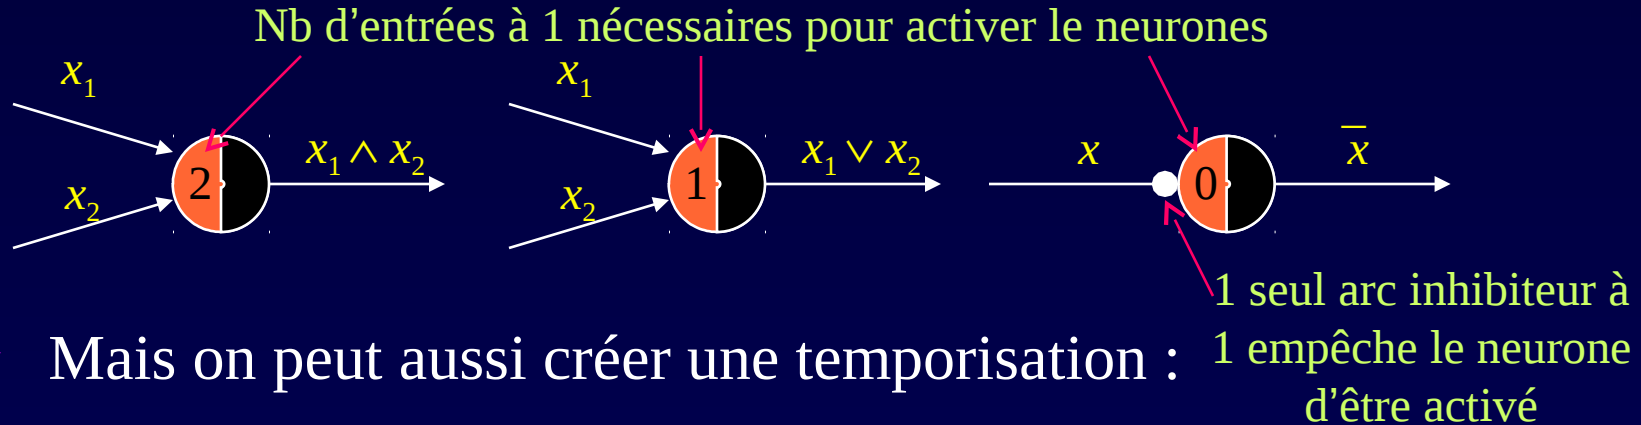 Nb d’entrées à 1 nécessaires pour activer le neurones
x1
x2
2
x1 ∧ x2
x1
x2
1
x1 ∨ x2
x
0
x̅
1 seul arc inhibiteur à
1 empêche le neurone
d’être activé
Mais on peut aussi créer une temporisation :